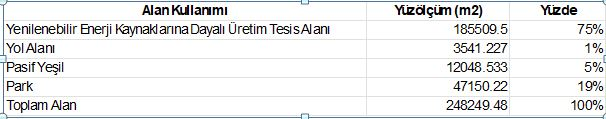 Alan Kullanımı Yüzölçüm (m2) Yüzde
Yenilenebilir Enerji Kaynaklarına Dayalı Üretim Tesis Alanı 185509.5 75%
Yol Alanı 3541.227 1%
Pasif Yeşil 12048.533 5%
Park 47150.22 19%
Toplam Alan 248249.48 100%